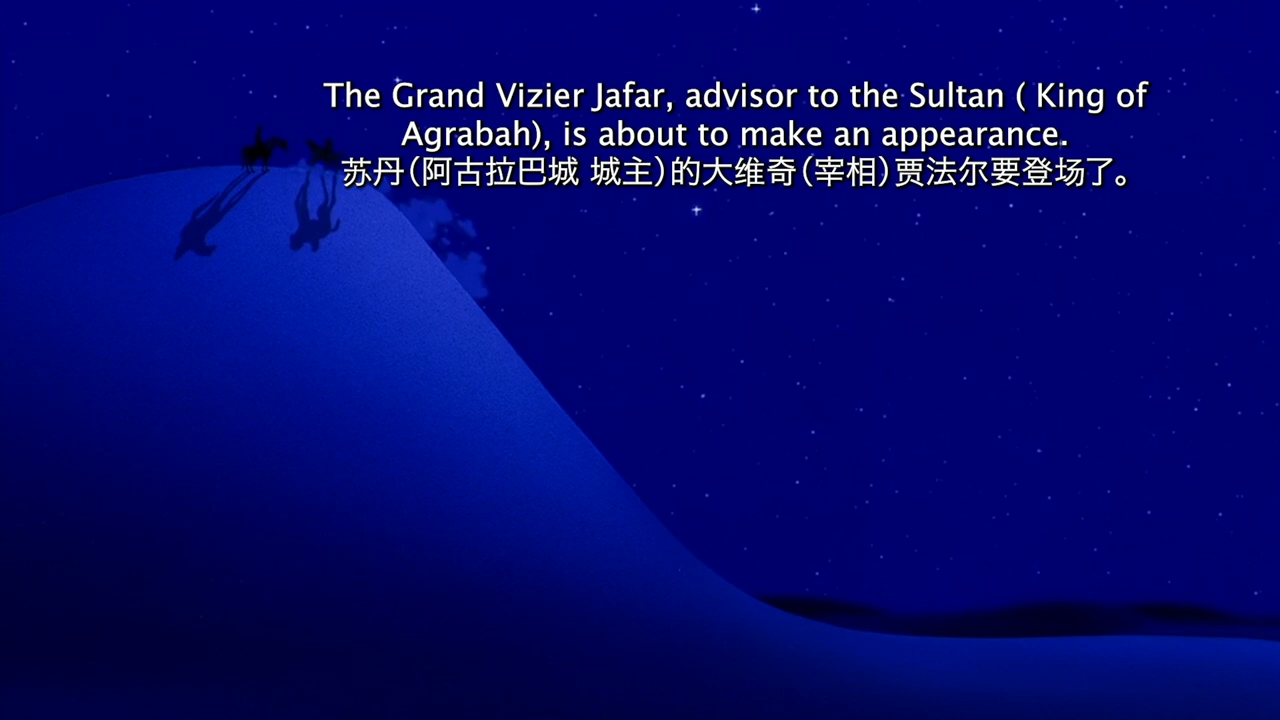 The Grand Vizier Jafar, advisor to the Sultan ( King of
Agrabah), is about to make an appearance.
苏丹(阿古拉巴城 城主)的大维奇(宰相)贾法尔要登场了。